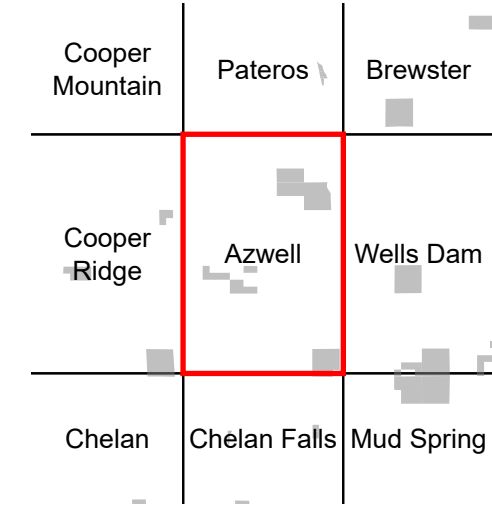 Cooper
Mountain
Pateros
Brewster
Cooper
Ridge
Azwell
Wells Dam
Chelan
Chelan Falls
Mud Spring